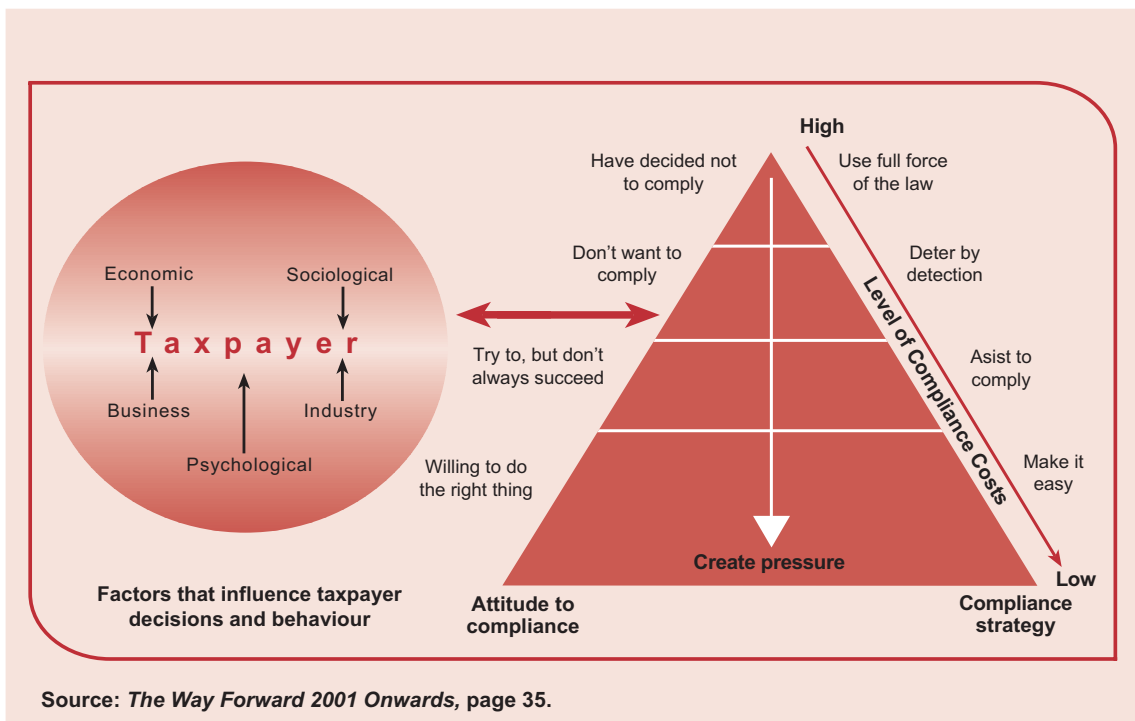 Economic
Sociological
Taxpayer
Business
Industry
Psychological
Factors that influence taxpayer
decisions and behaviour
High
Have decided not
to comply
Use full force
of the law
Don't want to
comply
Deter by
detection
Try to, but don't
always succeed
Asist to
comply
Willing to do
the right thing
Make it
easy
Level of Compliance Costs
Create pressure
Low
Attitude to
compliance
Compliance
strategy
Source: The Way Forward 2001 Onwards, page 35.